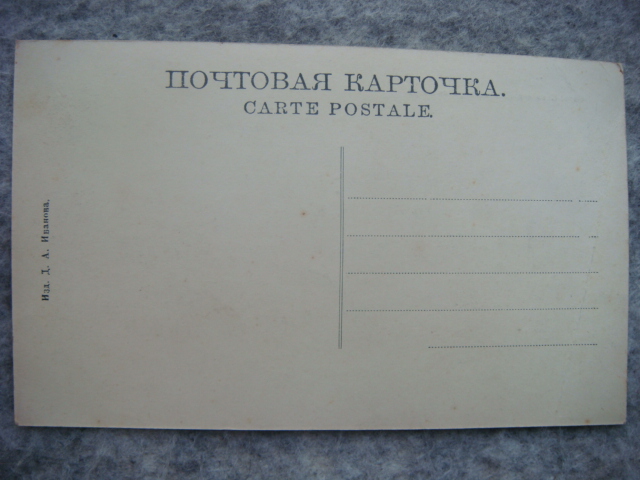 ПОЧТОВАЯ КАРТОЧКА.
CARTE POSTALE.
Изд. Д. А. Иванова.